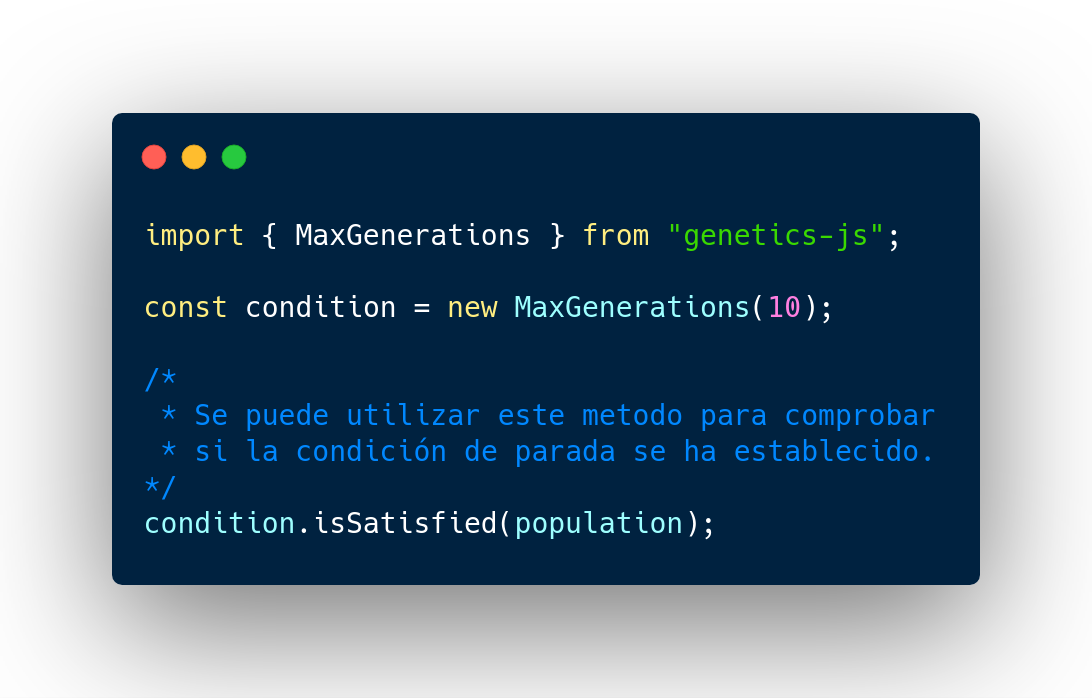 import { MaxGenerations } from "genetics-js";
const condition = new MaxGenerations(10);
/*
 * Se puede utilizar este metodo para comprobar
 * si la condición de parada se ha establecido.
*/
condition.isSatisfied(population);